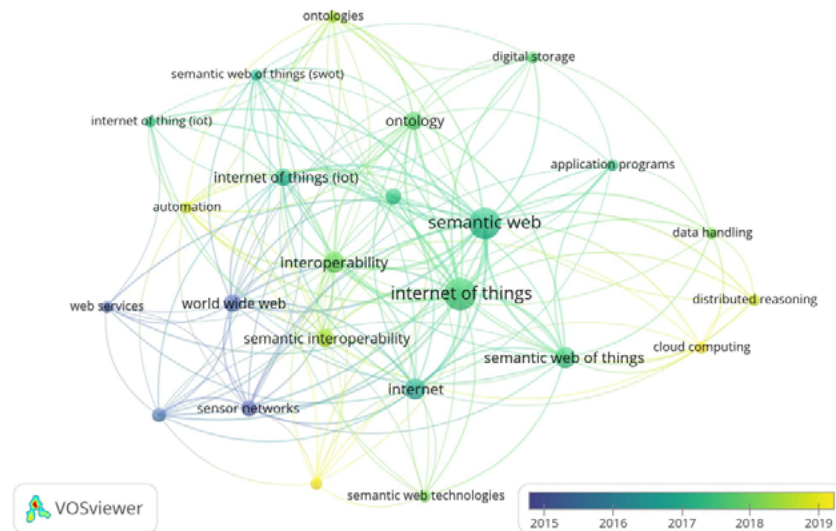 ontologies
digital storage
semantic web of things (swot)
internet of thing (iot)
ontology
application programs
internet of things (iot)
automation
semantic web
data handling
interoperability
internet of things
distributed reasoning
web services
world wide web
semantic interoperability
cloud computing
semantic web of things
internet
sensor networks
semantic web technologies
VOSviewer
2015 2016 2017 2018 2019